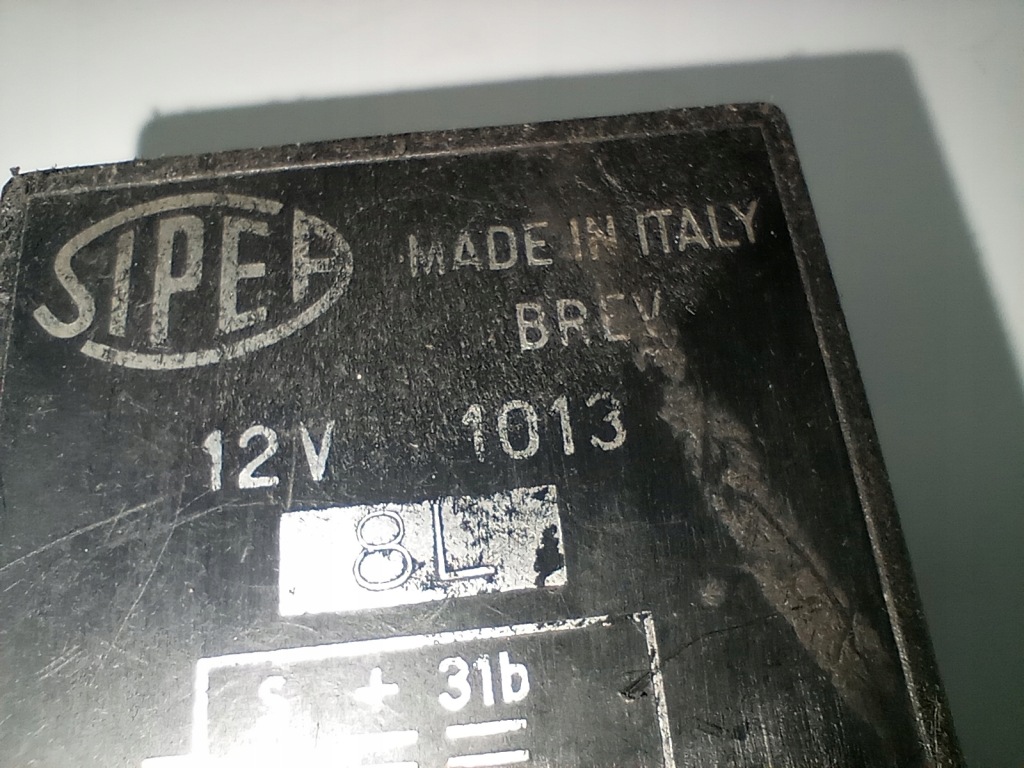 SIPEA
MADE IN ITALY
BREV
12V 1013
8L
S + 31b